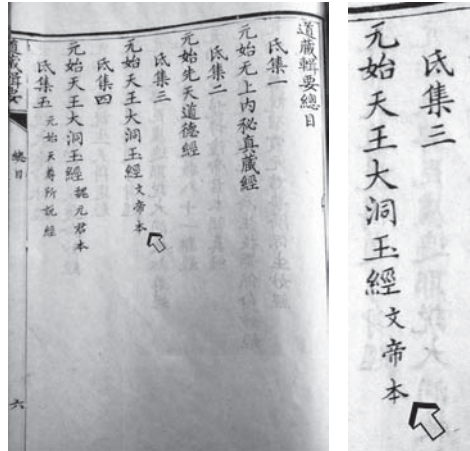 道藏輯要總目
氐集一
元始无上内秘真藏經
氐集二
元始先天道德經
氐集三
元始天王大洞玉經 文帝本
氐集四
元始天王大洞玉經 魏元君本
氐集五 元始天尊所說經
道藏輯要 總目 六
氐集三
元始天王大洞玉經 文帝本